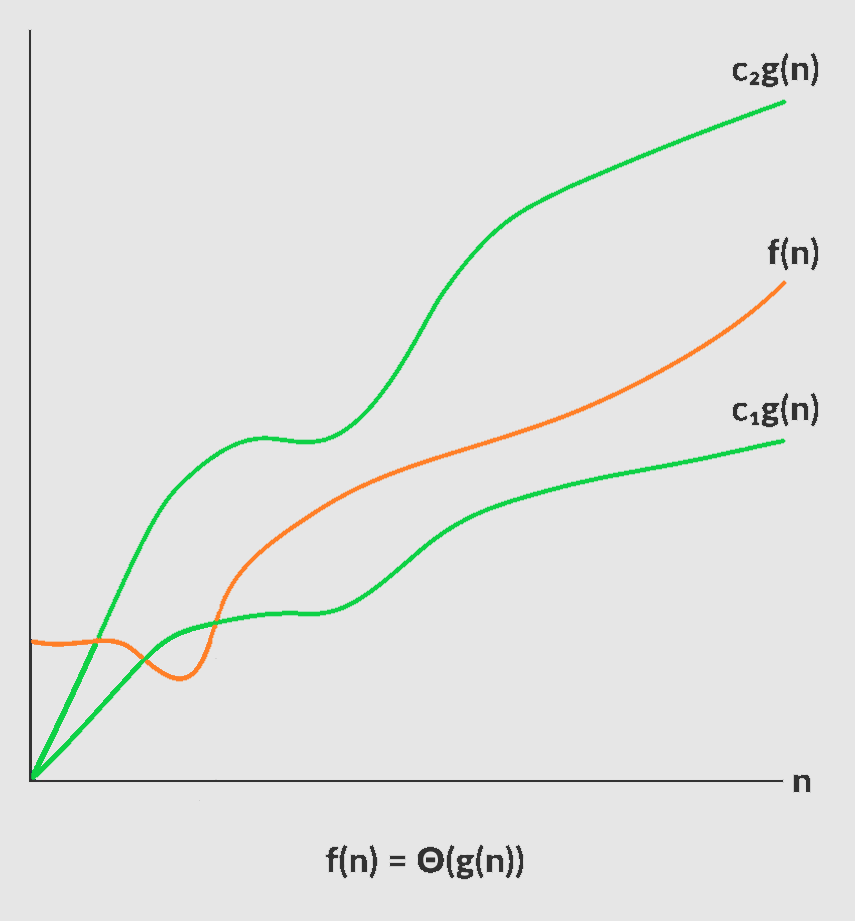 c₂g(n)
f(n)
c₁g(n)
n
f(n) = Θ(g(n))